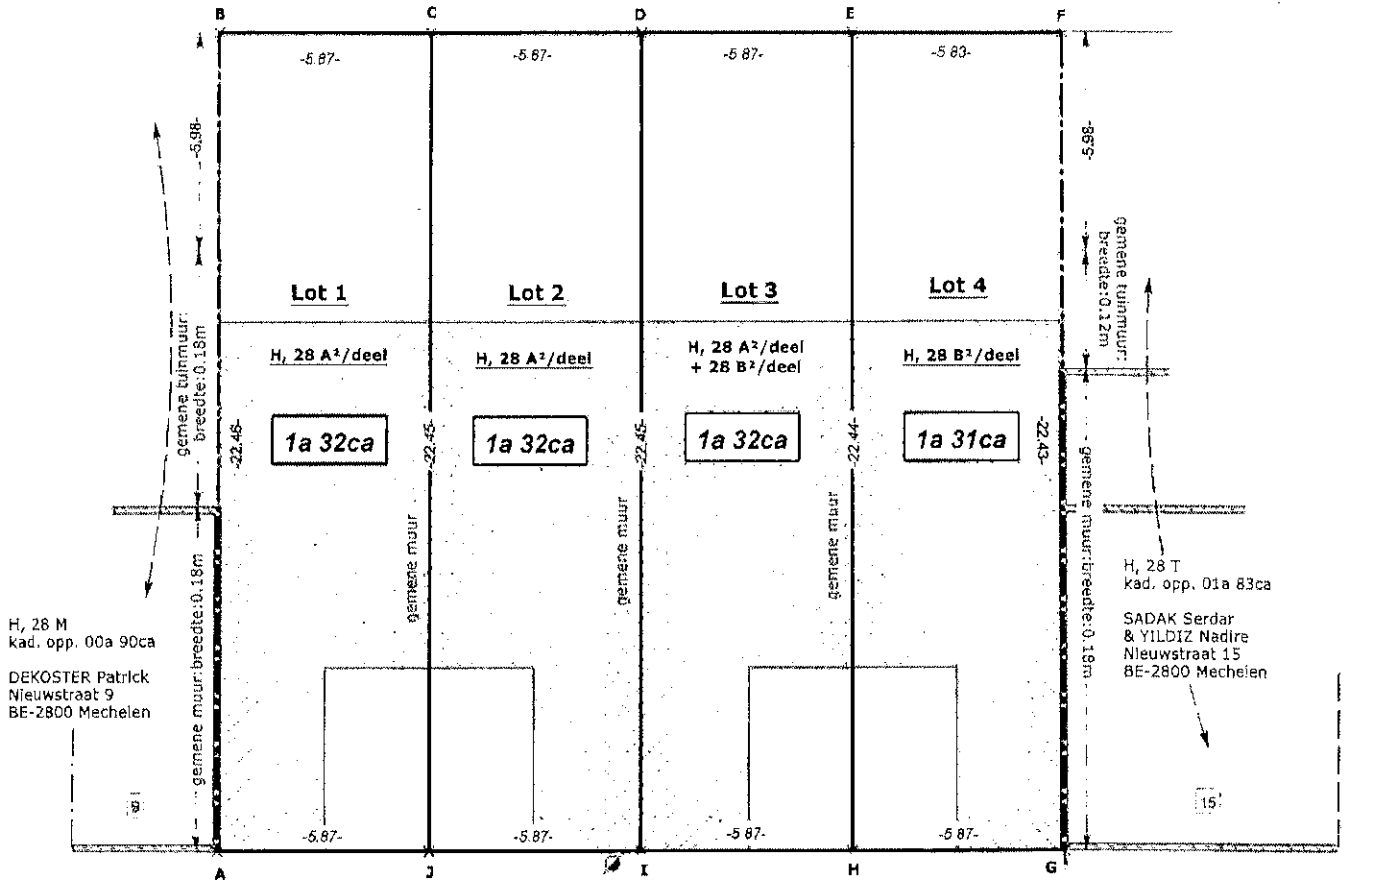 B C D E F
-5.87- -5.87- -5.87- -5.83-
-5.98-
-5.98-
gemene tuinmuur:
breedte:0.12m
Lot 1 Lot 2 Lot 3 Lot 4
gemene tuinmuur:
breedte:0.18m
H, 28 A²/deel
H, 28 A²/deel
H, 28 A²/deel
+ 28 B²/deel
H, 28 B²/deel
1a 32ca 1a 32ca 1a 32ca 1a 31ca
-22.46- -22.45- -22.45- -22.44- -22.43-
gemene muur
gemene muur
gemene muur
gemene muur:breedte:0.18m
gemene muur:breedte:0.18m
H, 28 M
kad. opp. 00a 90ca
DEKOSTER Patrick
Nieuwstraat 9
BE-2800 Mechelen
H, 28 T
kad. opp. 01a 83ca
SADAK Serdar
& YILDIZ Nadire
Nieuwstraat 15
BE-2800 Mechelen
9
15
-5.87- -5.87- -5.87- -5.87-
A J I H G